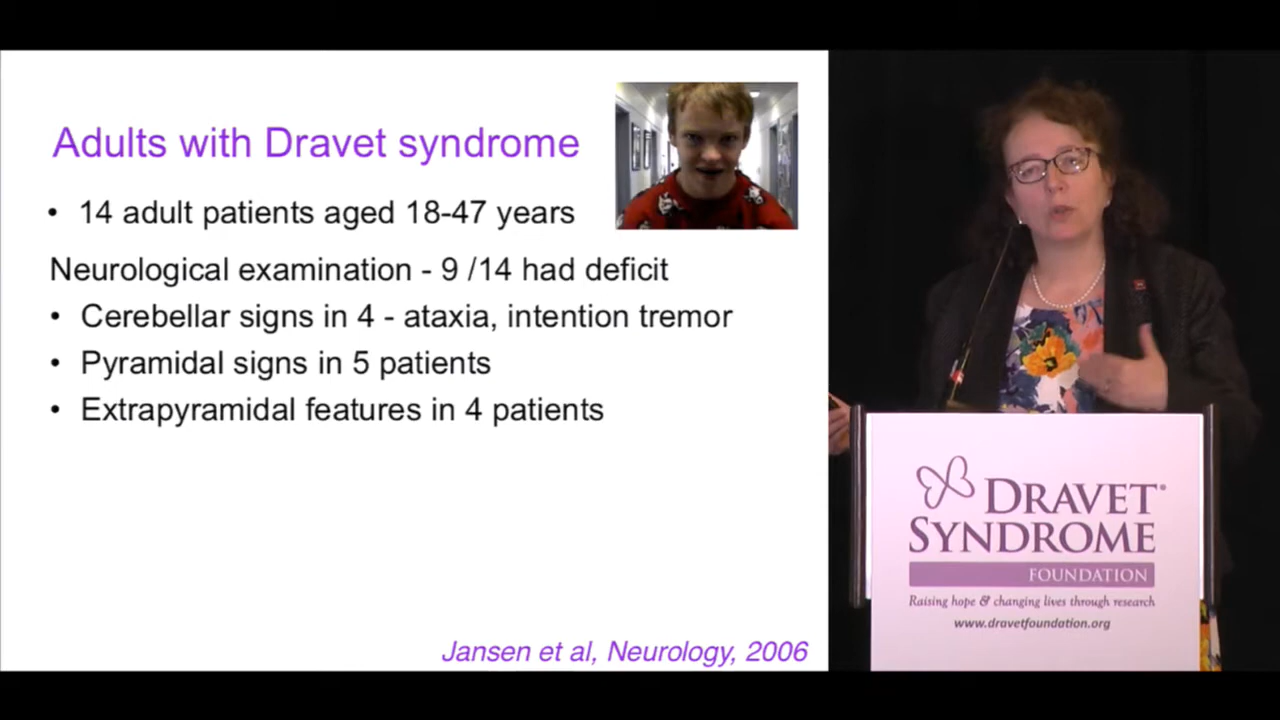 Adults with Dravet syndrome
• 14 adult patients aged 18-47 years
Neurological examination - 9 /14 had deficit
• Cerebellar signs in 4 - ataxia, intention tremor
• Pyramidal signs in 5 patients
• Extrapyramidal features in 4 patients
Jansen et al, Neurology, 2006
DRAVET®
SYNDROME
FOUNDATION
Raising hope & changing lives through research
www.dravetfoundation.org